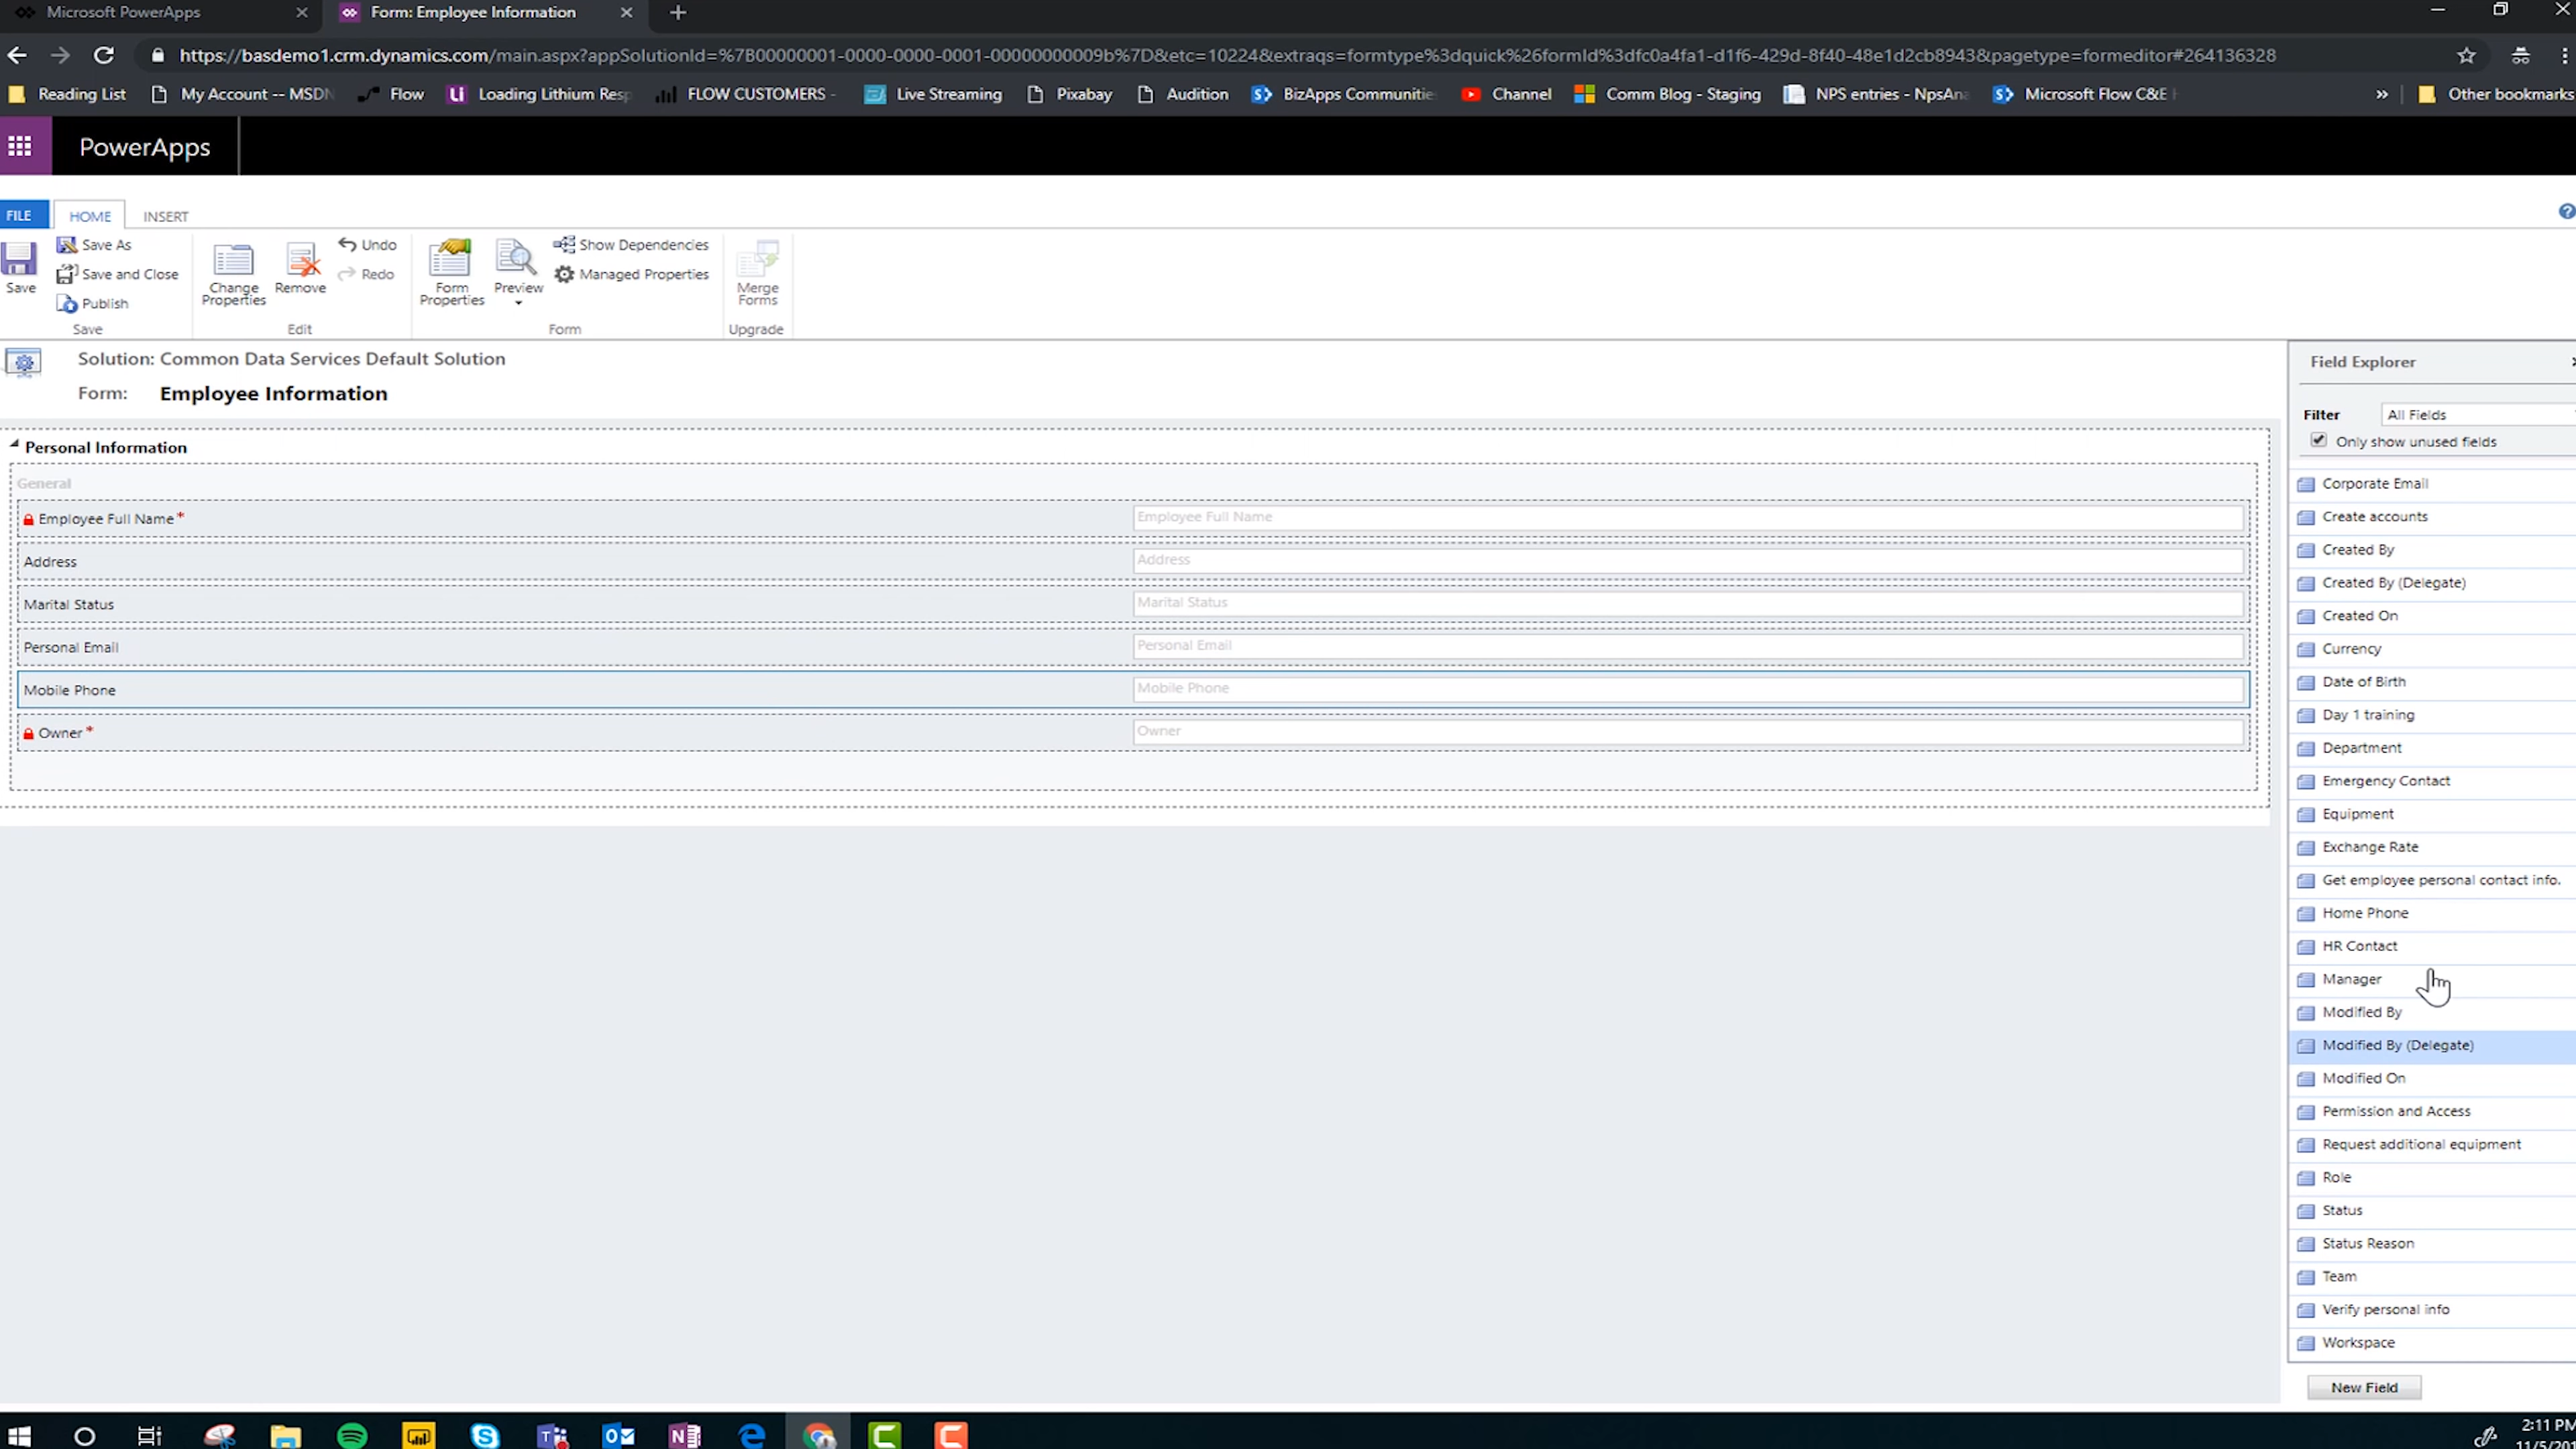 Microsoft PowerApps
Form: Employee Information
https://basdemo1.crm.dynamics.com/main.aspx?appSolutionId=%7B00000001-0000-0000-0001-00000000009b%7D&etc=10224&extraqs=formtype%3dquick%26formId%3dfc0a4fa1-d1f6-429d-8f40-48e1d2cb8943&pagetype=formeditor#264136328
Reading List My Account -- MSDN Flow Loading Lithium Resp FLOW CUSTOMERS - Live Streaming Pixabay Audition BizApps Communitie Channel Comm Blog - Staging NPS entries - NpsAna Microsoft Flow C&E Other bookmarks
PowerApps
FILE HOME INSERT
Save
Save As
Save and Close
Publish
Save
Change Properties
Remove
Undo
Redo
Edit
Form Properties
Preview
Show Dependencies
Managed Properties
Form
Merge Forms
Upgrade
Solution: Common Data Services Default Solution
Form: Employee Information
Personal Information
General
Employee Full Name* Employee Full Name
Address Address
Marital Status Marital Status
Personal Email Personal Email
Mobile Phone Mobile Phone
Owner* Owner
Field Explorer
Filter All Fields
Only show unused fields
Corporate Email
Create accounts
Created By
Created By (Delegate)
Created On
Currency
Date of Birth
Day 1 training
Department
Emergency Contact
Equipment
Exchange Rate
Get employee personal contact info.
Home Phone
HR Contact
Manager
Modified By
Modified By (Delegate)
Modified On
Permission and Access
Request additional equipment
Role
Status
Status Reason
Team
Verify personal info
Workspace
New Field
2:11 PM